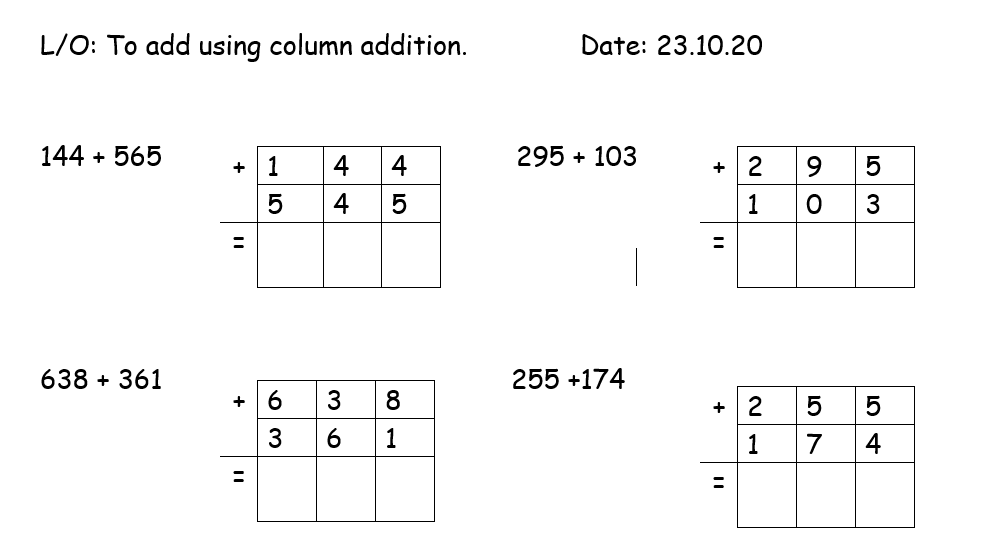 L/O: To add using column addition. Date: 23.10.20
144 + 565
+ 1 4 4
5 4 5
=
295 + 103
+ 2 9 5
1 0 3
=
638 + 361
+ 6 3 8
3 6 1
=
255 +174
+ 2 5 5
1 7 4
=